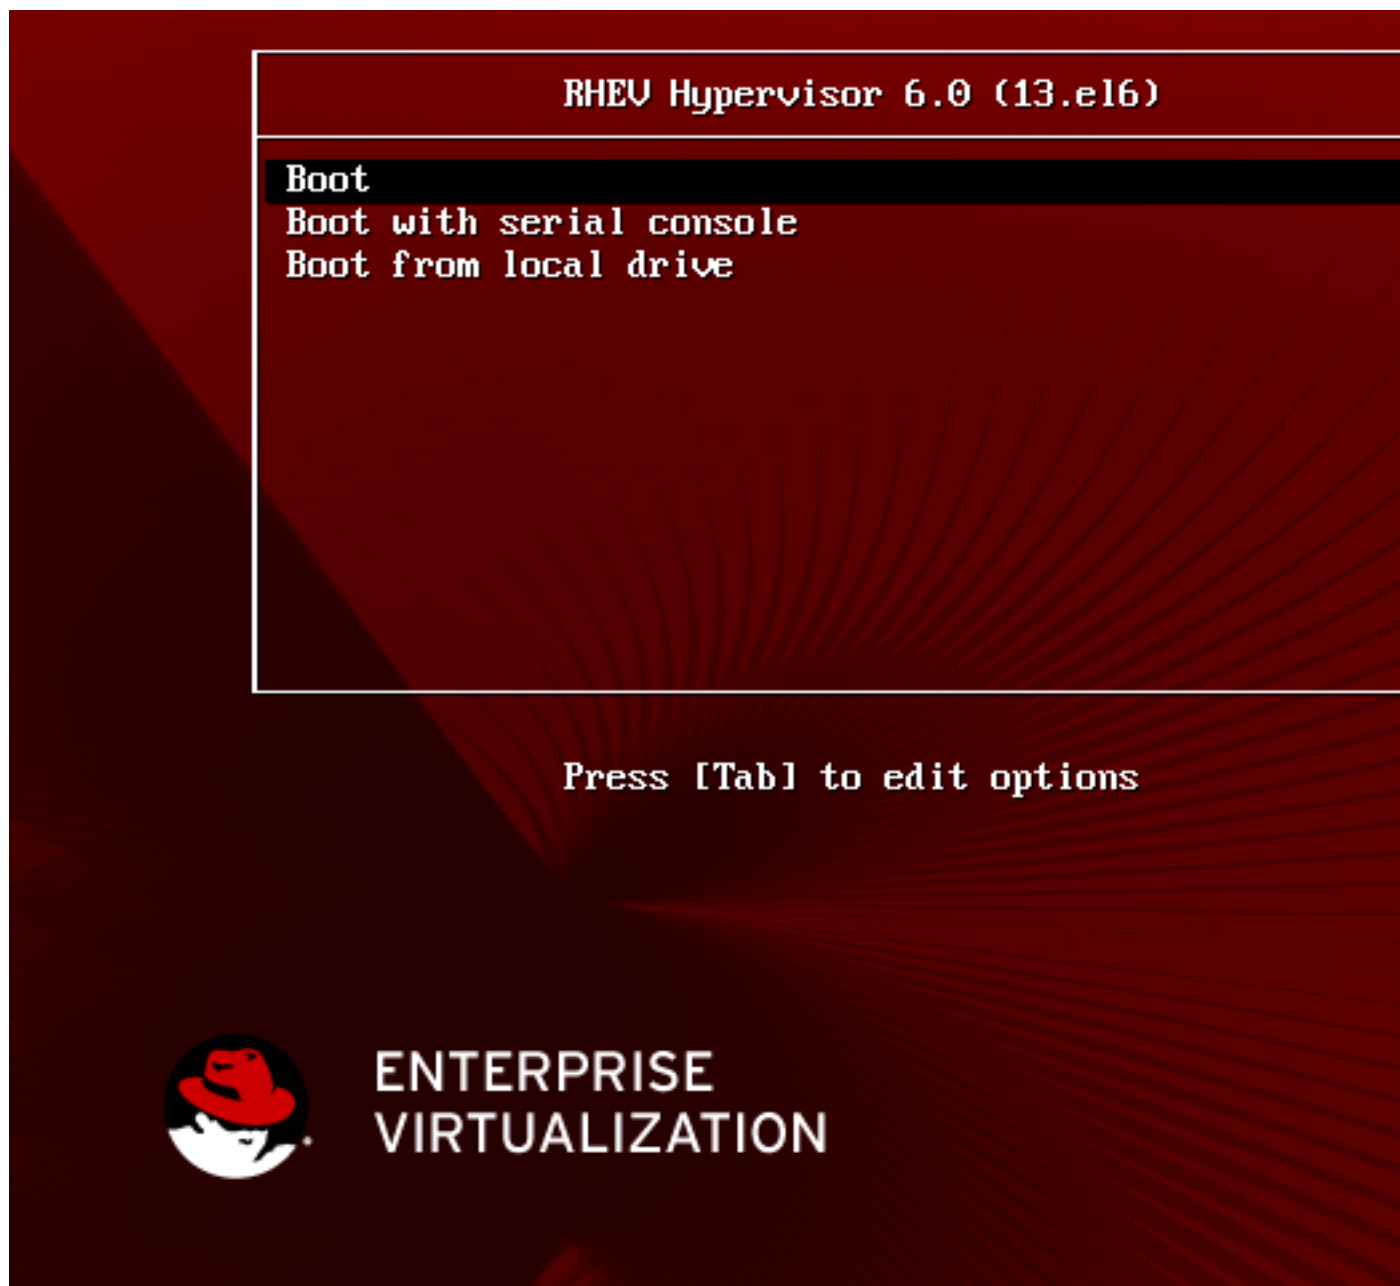 RHEV Hypervisor 6.0 (13.el6)
Boot
Boot with serial console
Boot from local drive
Press [Tab] to edit options
ENTERPRISE
VIRTUALIZATION